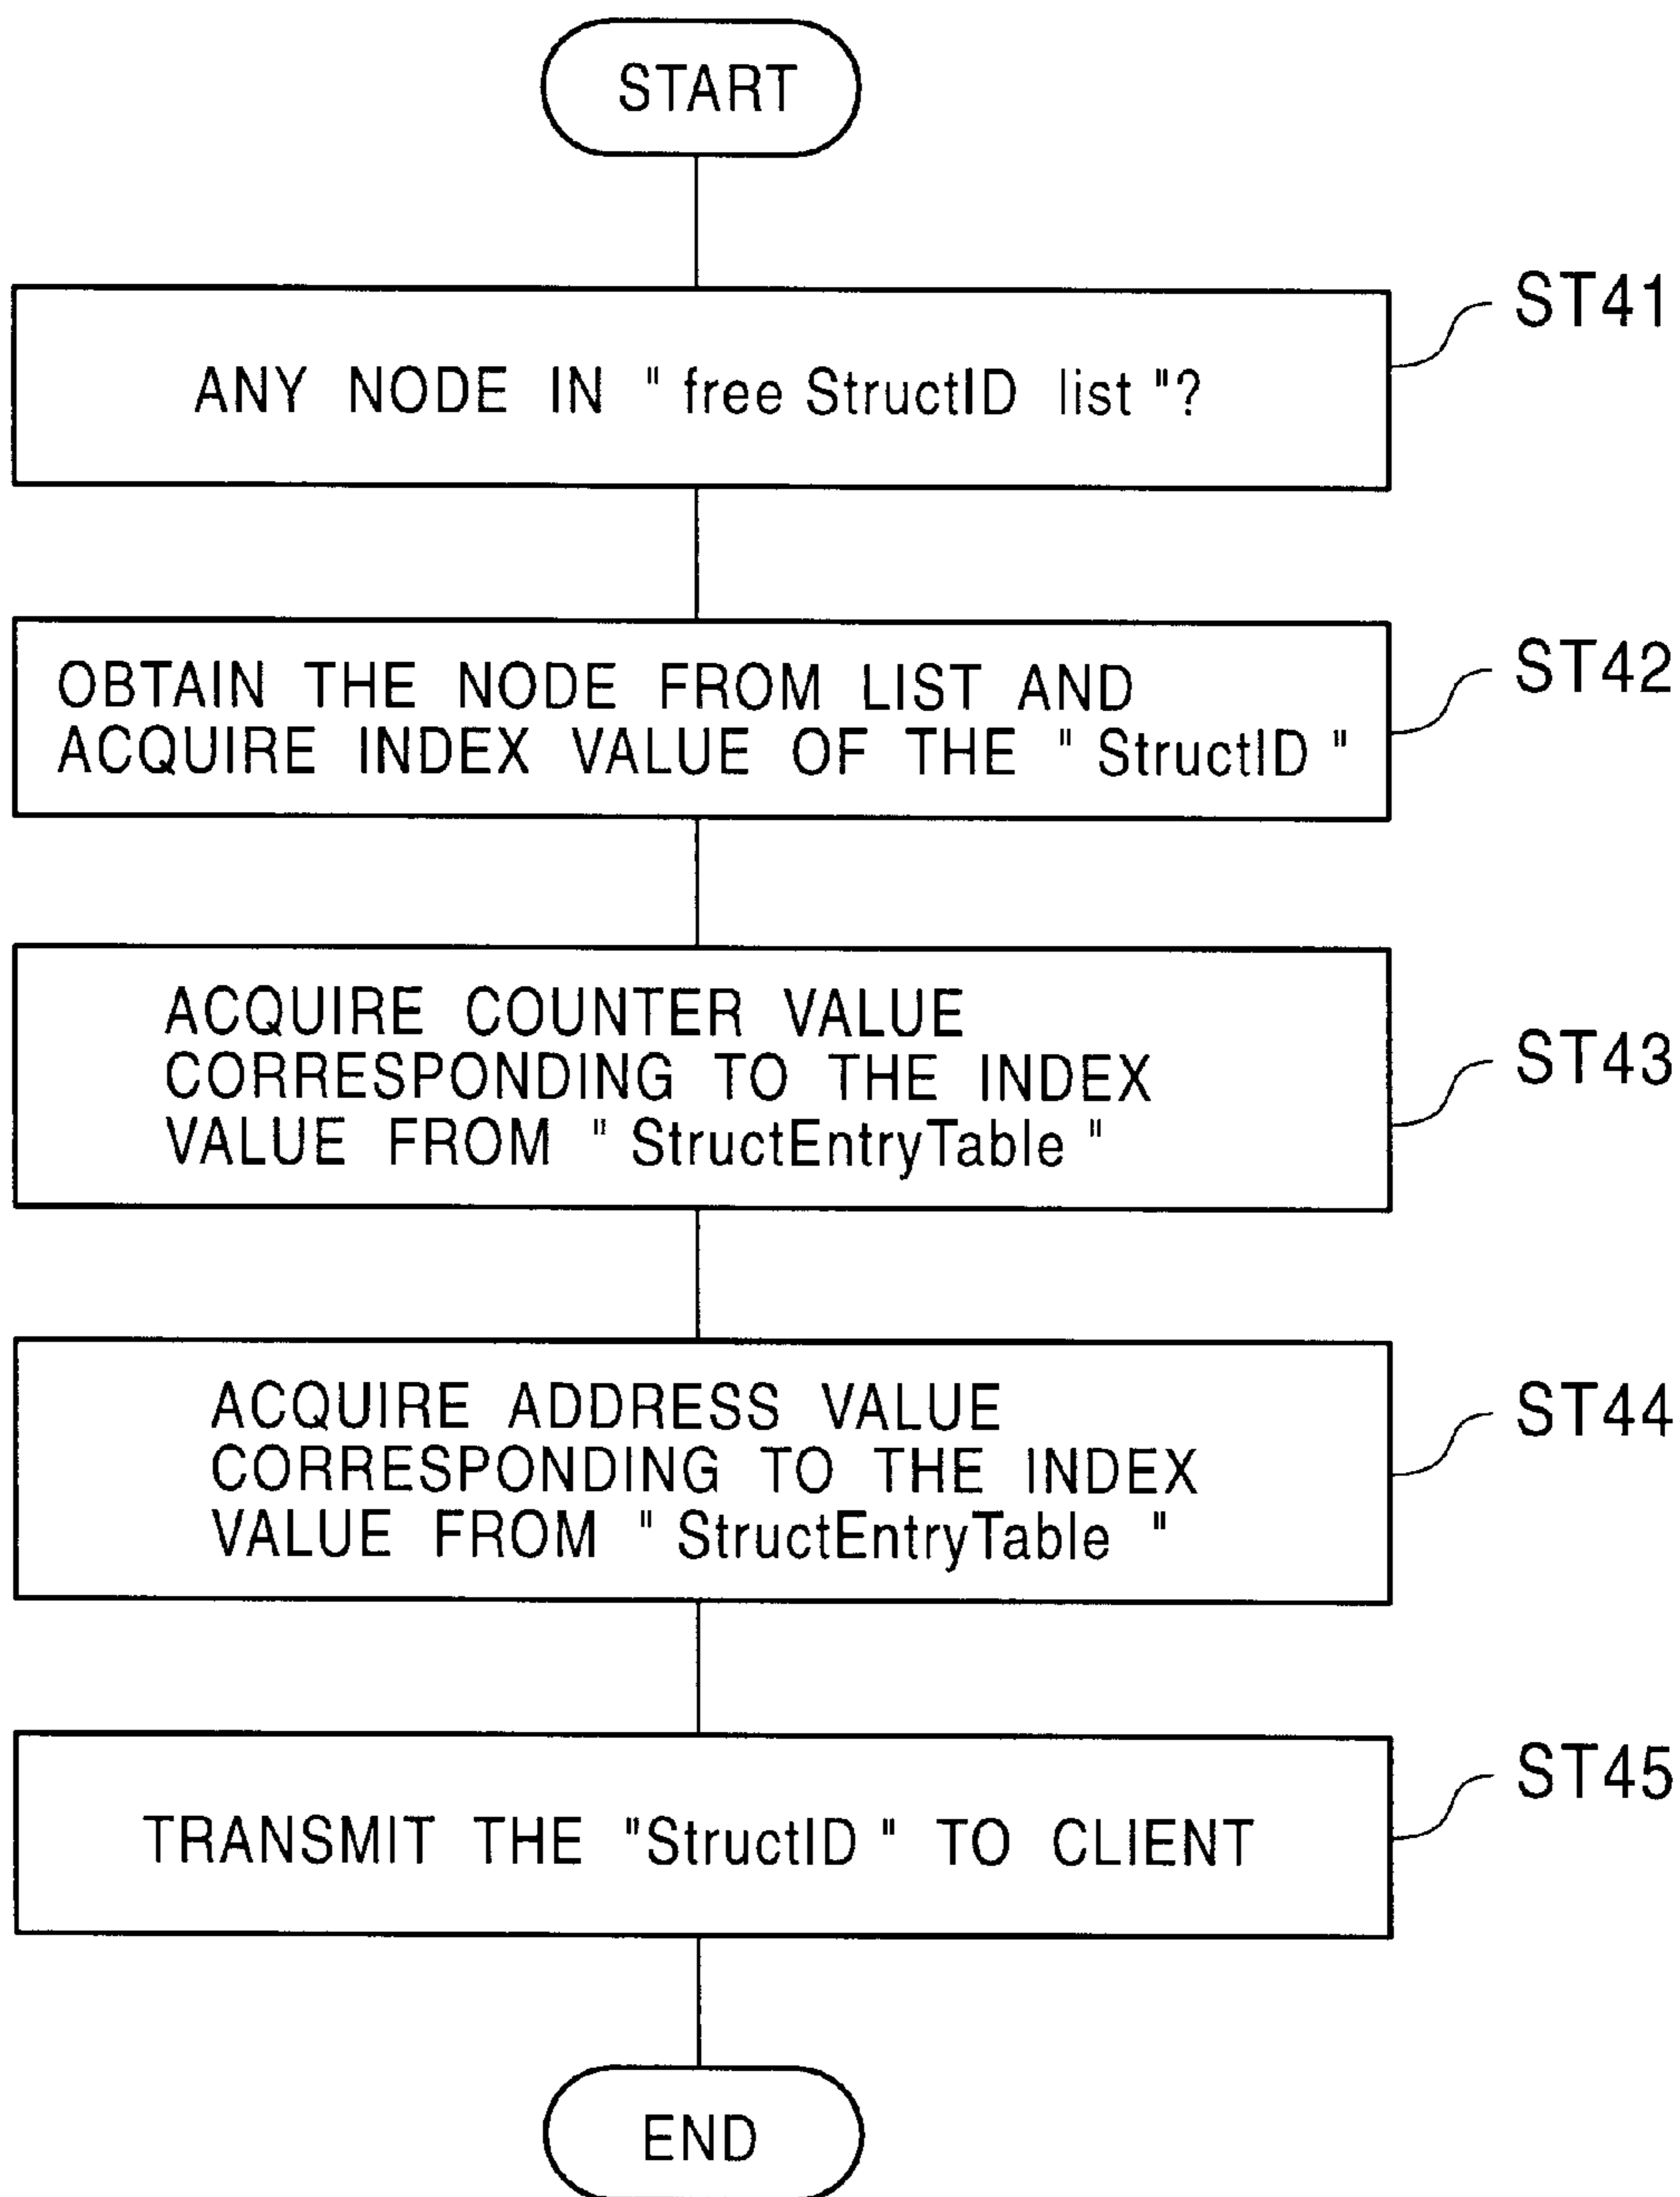 START
ST41
ANY NODE IN " free StructID list "?
ST42
OBTAIN THE NODE FROM LIST AND
ACQUIRE INDEX VALUE OF THE " StructID "
ACQUIRE COUNTER VALUE
CORRESPONDING TO THE INDEX
VALUE FROM " StructEntryTable "
ST43
ACQUIRE ADDRESS VALUE
CORRESPONDING TO THE INDEX
VALUE FROM " StructEntryTable "
ST44
ST45
TRANSMIT THE "StructID " TO CLIENT
END